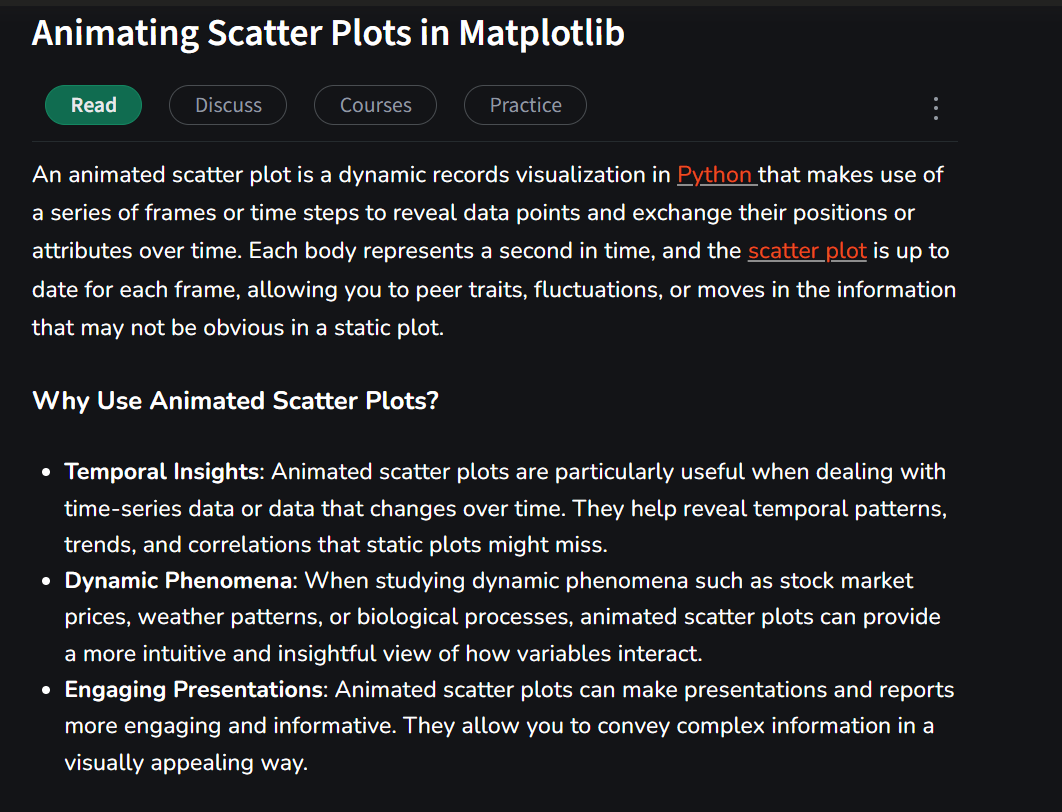 Animating Scatter Plots in Matplotlib
Read Discuss Courses Practice
An animated scatter plot is a dynamic records visualization in Python that makes use of
a series of frames or time steps to reveal data points and exchange their positions or
attributes over time. Each body represents a second in time, and the scatter plot is up to
date for each frame, allowing you to peer traits, fluctuations, or moves in the information
that may not be obvious in a static plot.
Why Use Animated Scatter Plots?
• Temporal Insights: Animated scatter plots are particularly useful when dealing with
time-series data or data that changes over time. They help reveal temporal patterns,
trends, and correlations that static plots might miss.
• Dynamic Phenomena: When studying dynamic phenomena such as stock market
prices, weather patterns, or biological processes, animated scatter plots can provide
a more intuitive and insightful view of how variables interact.
• Engaging Presentations: Animated scatter plots can make presentations and reports
more engaging and informative. They allow you to convey complex information in a
visually appealing way.